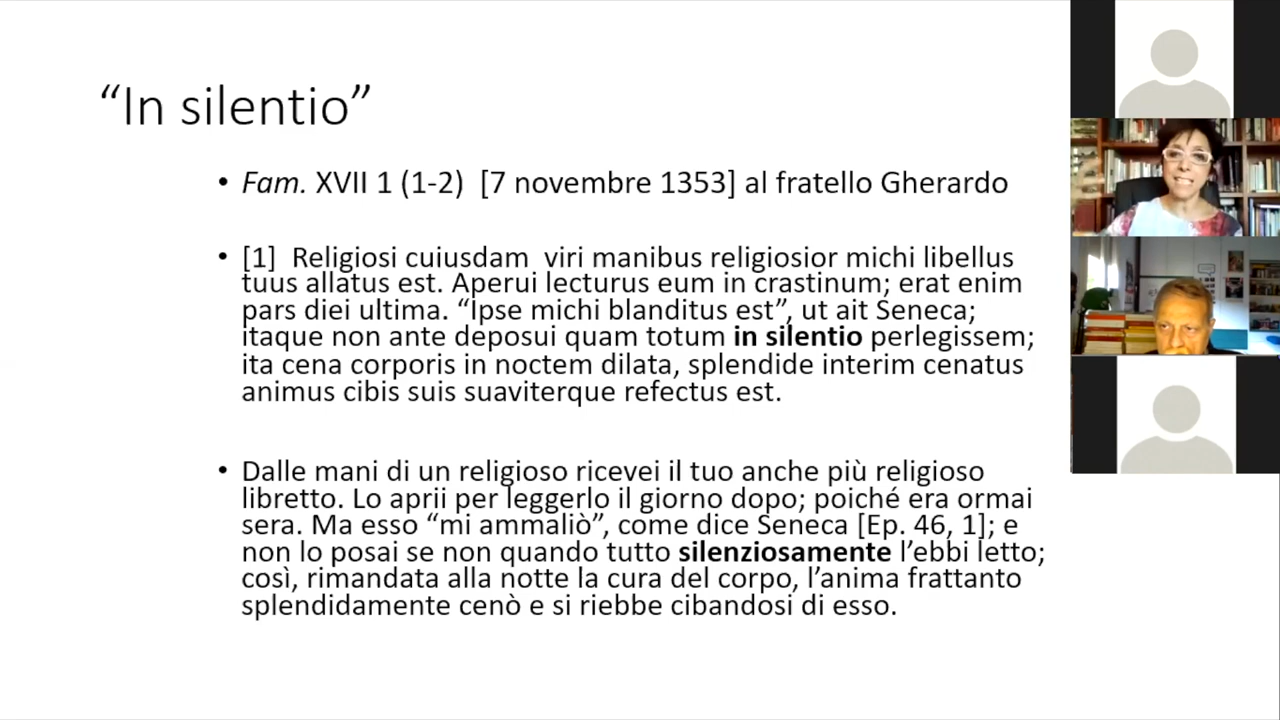 “In silentio”
• Fam. XVII 1 (1-2) [7 novembre 1353] al fratello Gherardo
• [1] Religiosi cuiusdam viri manibus religiosior michi libellus
tuus allatus est. Aperui lecturus eum in crastinum; erat enim
pars diei ultima. “Ipse michi blanditus est”, ut ait Seneca;
itaque non ante deposui quam totum in silentio perlegissem;
ita cena corporis in noctem dilata, splendide interim cenatus
animus cibis suis suaviterque refectus est.
• Dalle mani di un religioso ricevei il tuo anche più religioso
libretto. Lo aprii per leggerlo il giorno dopo; poiché era ormai
sera. Ma esso “mi ammaliò”, come dice Seneca [Ep. 46, 1]; e
non lo posai se non quando tutto silenziosamente l’ebbi letto;
così, rimandata alla notte la cura del corpo, l’anima frattanto
splendidamente cenò e si riebbe cibandosi di esso.